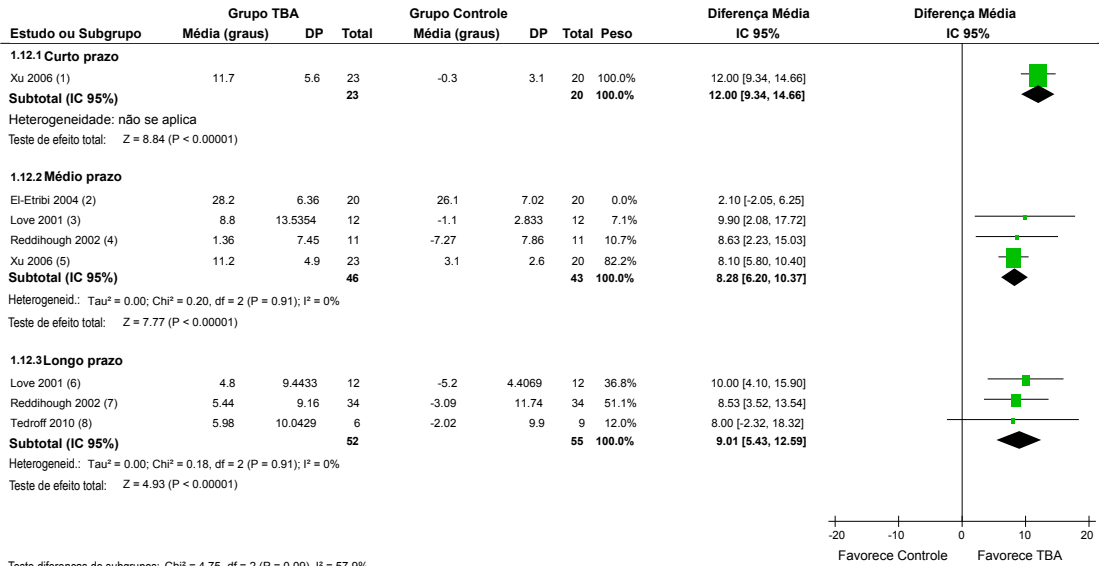 Grupo TBA Grupo Controle Diferença Média Diferença Média
Estudo ou Subgrupo Média (graus) DP Total Média (graus) DP Total Peso IC 95% IC 95%
1.12.1 Curto prazo
Xu 2006 (1) 11.7 5.6 23 -0.3 3.1 20 100.0% 12.00 [9.34, 14.66]
Subtotal (IC 95%) 23 20 100.0% 12.00 [9.34, 14.66]
Heterogeneidade: não se aplica
Teste de efeito total: Z = 8.84 (P < 0.00001)
1.12.2 Médio prazo
El-Etribi 2004 (2) 28.2 6.36 20 26.1 7.02 20 0.0% 2.10 [-2.05, 6.25]
Love 2001 (3) 8.8 13.5354 12 -1.1 2.833 12 7.1% 9.90 [2.08, 17.72]
Reddihough 2002 (4) 1.36 7.45 11 -7.27 7.86 11 10.7% 8.63 [2.23, 15.03]
Xu 2006 (5) 11.2 4.9 23 3.1 2.6 20 82.2% 8.10 [5.80, 10.40]
Subtotal (IC 95%) 46 43 100.0% 8.28 [6.20, 10.37]
Heterogeneid.: Tau² = 0.00; Chi² = 0.20, df = 2 (P = 0.91); I² = 0%
Teste de efeito total: Z = 7.77 (P < 0.00001)
1.12.3 Longo prazo
Love 2001 (6) 4.8 9.4433 12 -5.2 4.4069 12 36.8% 10.00 [4.10, 15.90]
Reddihough 2002 (7) 5.44 9.16 34 -3.09 11.74 34 51.1% 8.53 [3.52, 13.54]
Tedroff 2010 (8) 5.98 10.0429 6 -2.02 9.9 9 12.0% 8.00 [-2.32, 18.32]
Subtotal (IC 95%) 52 55 100.0% 9.01 [5.43, 12.59]
Heterogeneid.: Tau² = 0.00; Chi² = 0.18, df = 2 (P = 0.91); I² = 0%
Teste de efeito total: Z = 4.93 (P < 0.00001)
-20 -10 0 10 20
Favorece Controle Favorece TBA
Teste diferenças de subgrupos: Chi² = 4.75, df = 2 (P = 0.09), I² = 57.9%